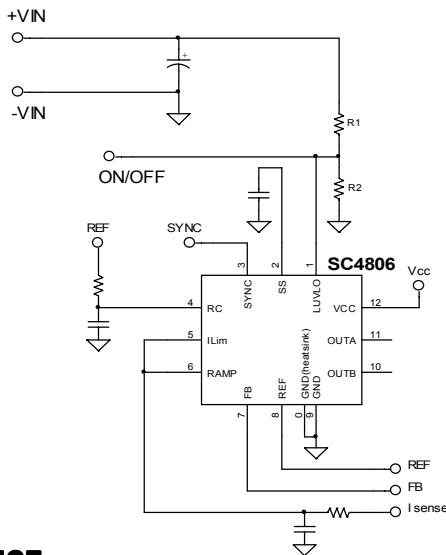 +VIN
-VIN
R1
ON/OFF
R2
REF
SYNC
SC4806
Vcc
3
2
1
SYNC
SS
LUVLO
4
RC
VCC
12
5
ILim
OUTA
11
6
RAMP
OUTB
10
FB
REF
GND(heatsink)
GND
7
8
0
9
REF
FB
I sense